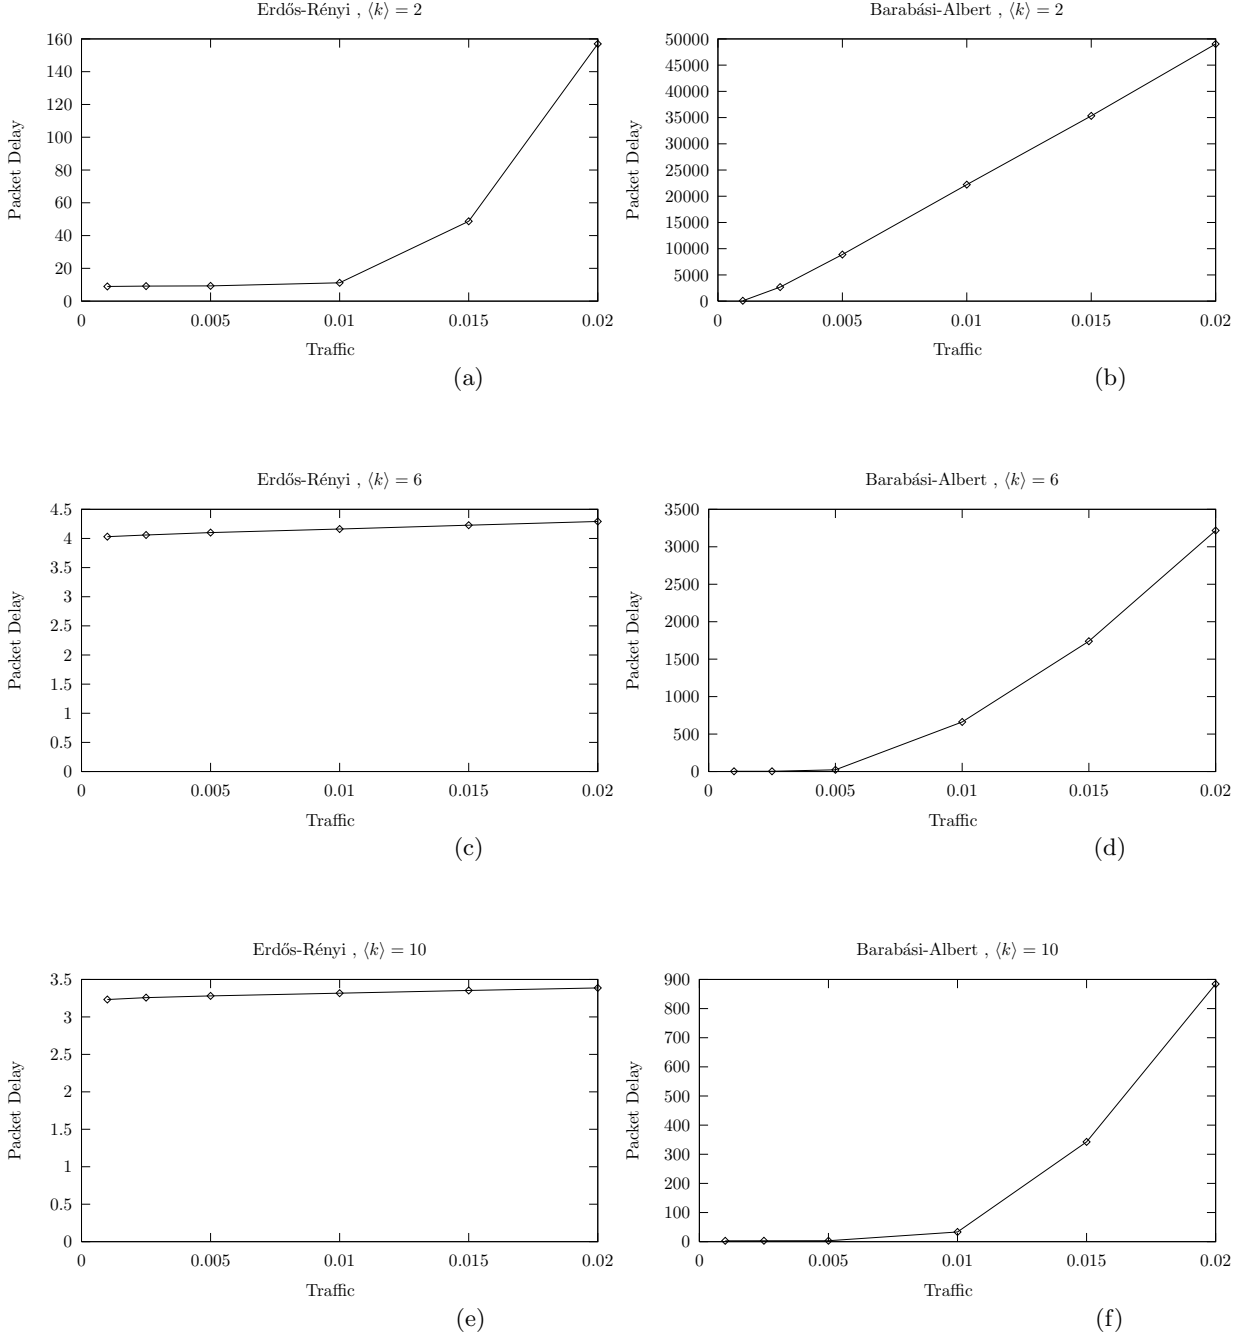 Erdős-Rényi , ⟨k⟩ = 2
160
140
120
100
80
60
40
20
0
Packet Delay
0 0.005 0.01 0.015 0.02
Traffic
(a)
Barabási-Albert , ⟨k⟩ = 2
50000
45000
40000
35000
30000
25000
20000
15000
10000
5000
0
Packet Delay
0 0.005 0.01 0.015 0.02
Traffic
(b)
Erdős-Rényi , ⟨k⟩ = 6
4.5
4
3.5
3
2.5
2
1.5
1
0.5
0
Packet Delay
0 0.005 0.01 0.015 0.02
Traffic
(c)
Barabási-Albert , ⟨k⟩ = 6
3500
3000
2500
2000
1500
1000
500
0
Packet Delay
0 0.005 0.01 0.015 0.02
Traffic
(d)
Erdős-Rényi , ⟨k⟩ = 10
3.5
3
2.5
2
1.5
1
0.5
0
Packet Delay
0 0.005 0.01 0.015 0.02
Traffic
(e)
Barabási-Albert , ⟨k⟩ = 10
900
800
700
600
500
400
300
200
100
0
Packet Delay
0 0.005 0.01 0.015 0.02
Traffic
(f)